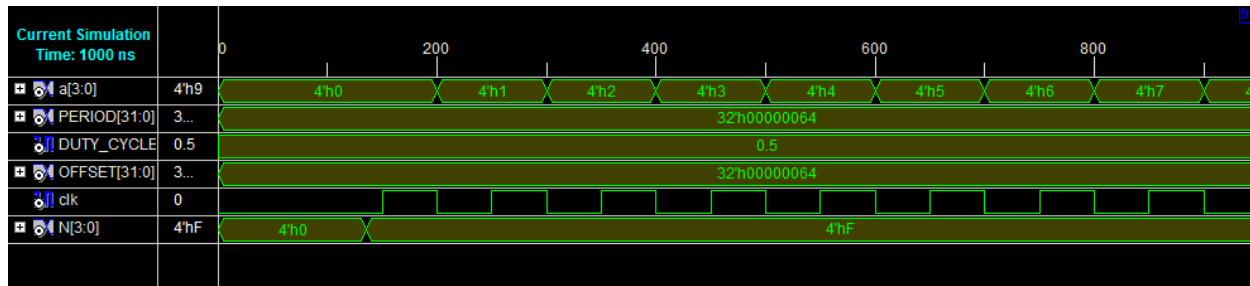 Current Simulation
Time: 1000 ns
0 200 400 600 800
a[3:0] 4'h9 4'h0 4'h1 4'h2 4'h3 4'h4 4'h5 4'h6 4'h7 4
PERIOD[31:0] 3... 32'h00000064
DUTY_CYCLE 0.5 0.5
OFFSET[31:0] 3... 32'h00000064
clk 0
N[3:0] 4'hF 4'h0 4'hF